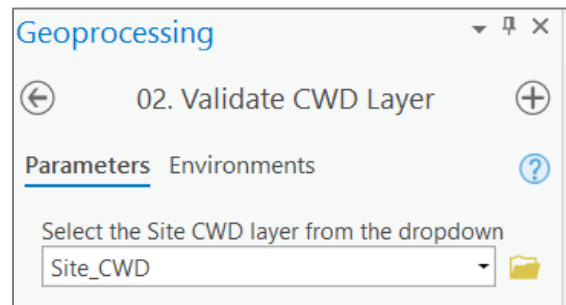 Geoprocessing
02. Validate CWD Layer
Parameters Environments
Select the Site CWD layer from the dropdown
Site_CWD